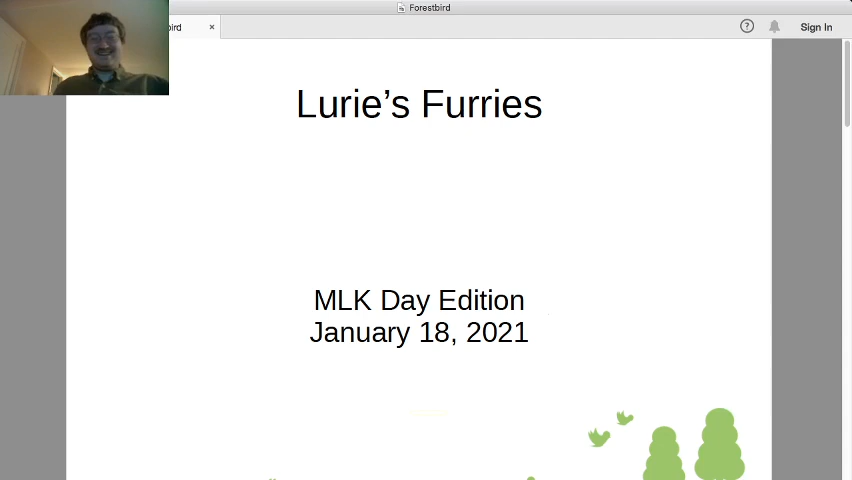 Forestbird
bird ×
? Sign In
Lurie’s Furries
MLK Day Edition
January 18, 2021